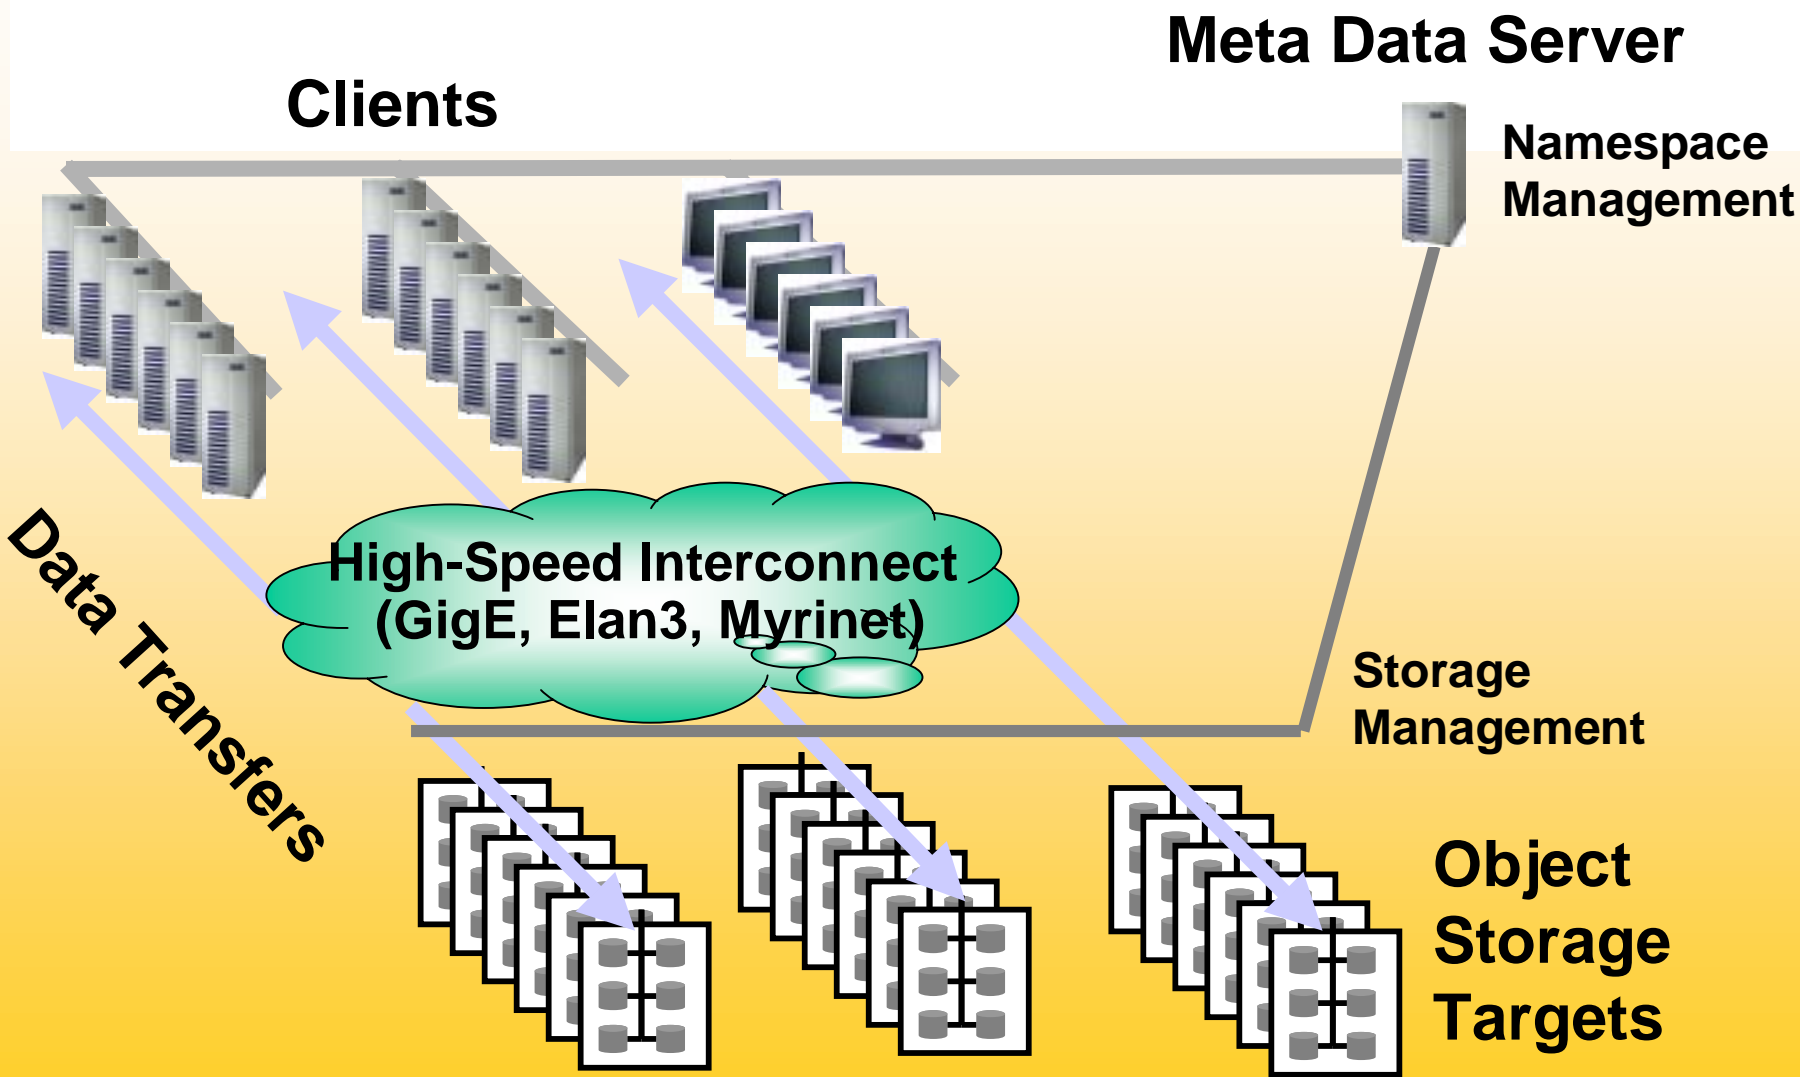 Meta Data Server
Clients
Namespace
Management
High-Speed Interconnect
(GigE, Elan3, Myrinet)
Data Transfers
Storage
Management
Object
Storage
Targets